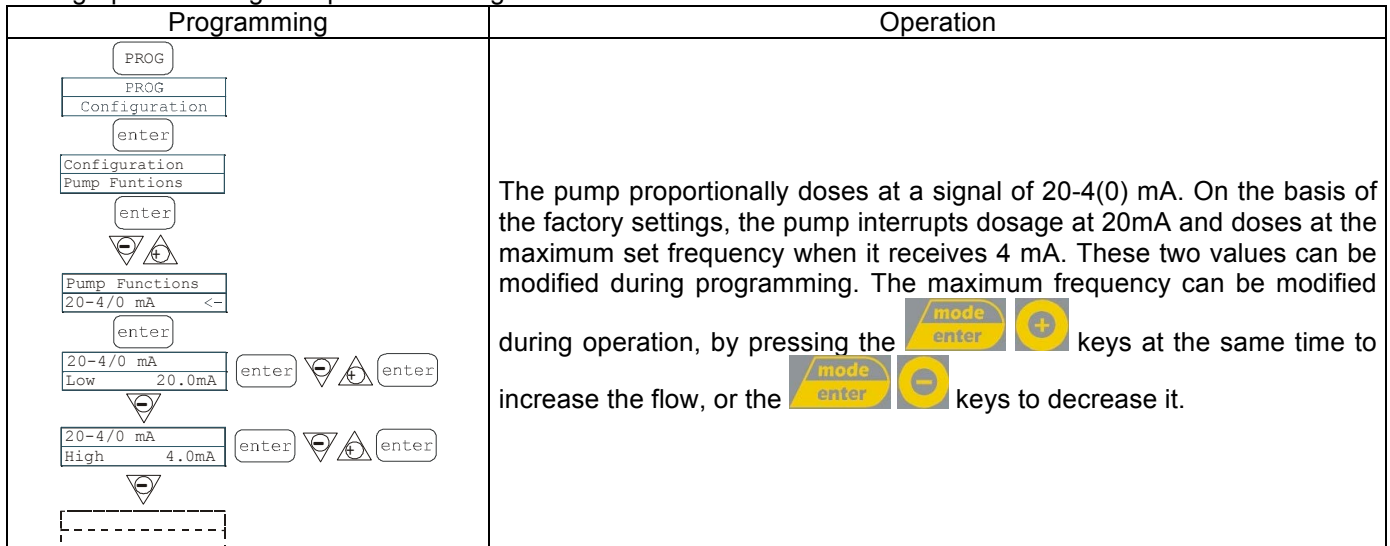 Programming
Operation
PROG
PROG
Configuration
enter
Configuration
Pump Funtions
enter
Pump Functions
20-4/0 mA <-
enter
20-4/0 mA
Low 20.0mA
enter
enter
20-4/0 mA
High 4.0mA
enter
enter
The pump proportionally doses at a signal of 20-4(0) mA. On the basis of
the factory settings, the pump interrupts dosage at 20mA and doses at the
maximum set frequency when it receives 4 mA. These two values can be
modified during programming. The maximum frequency can be modified
during operation, by pressing the mode enter + keys at the same time to
increase the flow, or the mode enter - keys to decrease it.